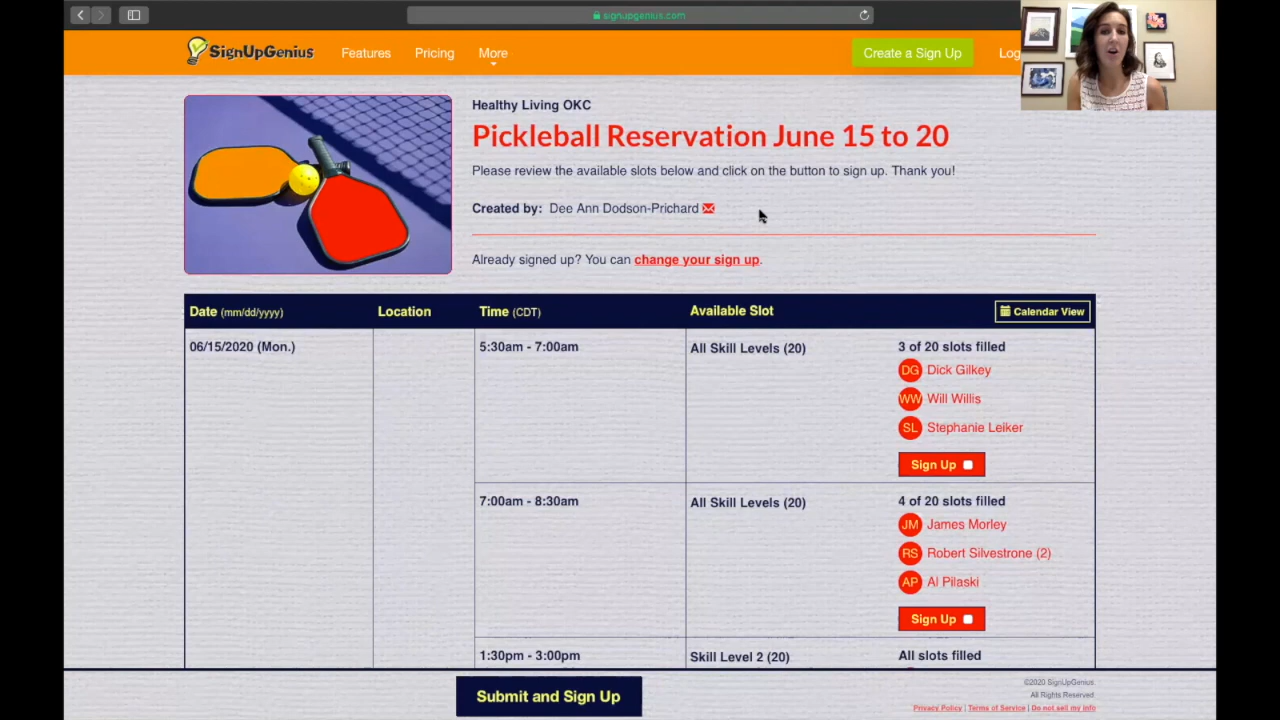 signupgenius.com
SignUpGenius Features Pricing More Create a Sign Up Log
Healthy Living OKC
Pickleball Reservation June 15 to 20
Please review the available slots below and click on the button to sign up. Thank you!
Created by: Dee Ann Dodson-Prichard
Already signed up? You can change your sign up.
Date (mm/dd/yyyy) Location Time (CDT) Available Slot Calendar View
06/15/2020 (Mon.) 5:30am - 7:00am All Skill Levels (20) 3 of 20 slots filled
DG Dick Gilkey
WW Will Willis
SL Stephanie Leiker
Sign Up
7:00am - 8:30am All Skill Levels (20) 4 of 20 slots filled
JM James Morley
RS Robert Silvestrone (2)
AP Al Pilaski
Sign Up
1:30pm - 3:00pm Skill Level 2 (20) All slots filled
Submit and Sign Up
©2020 SignUpGenius.
All Rights Reserved
Privacy Policy | Terms of Service | Do not sell my info